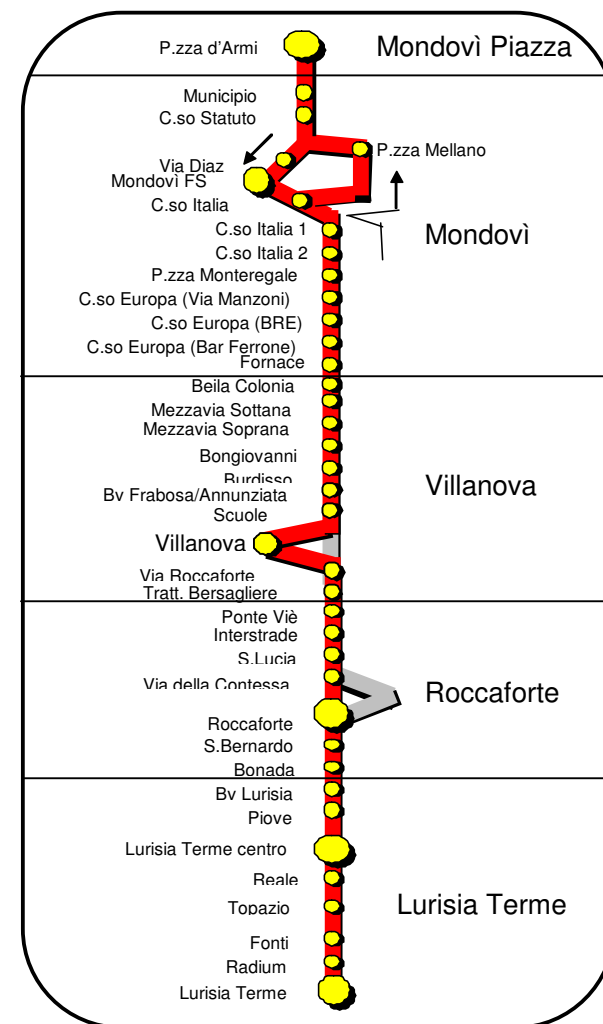 P.zza d'Armi
Mondovì Piazza
Municipio
C.so Statuto
P.zza Mellano
Via Diaz
Mondovì FS
C.so Italia
C.so Italia 1
Mondovì
C.so Italia 2
P.zza Monteregale
C.so Europa (Via Manzoni)
C.so Europa (BRE)
C.so Europa (Bar Ferrone)
Fornace
Beila Colonia
Mezzavia Sottana
Mezzavia Soprana
Bongiovanni
Burdisso
Villanova
Bv Frabosa/Annunziata
Scuole
Villanova
Via Roccaforte
Tratt. Bersagliere
Ponte Viè
Interstrade
S.Lucia
Via della Contessa
Roccaforte
Roccaforte
S.Bernardo
Bonada
Bv Lurisia
Piove
Lurisia Terme centro
Reale
Topazio
Lurisia Terme
Fonti
Radium
Lurisia Terme